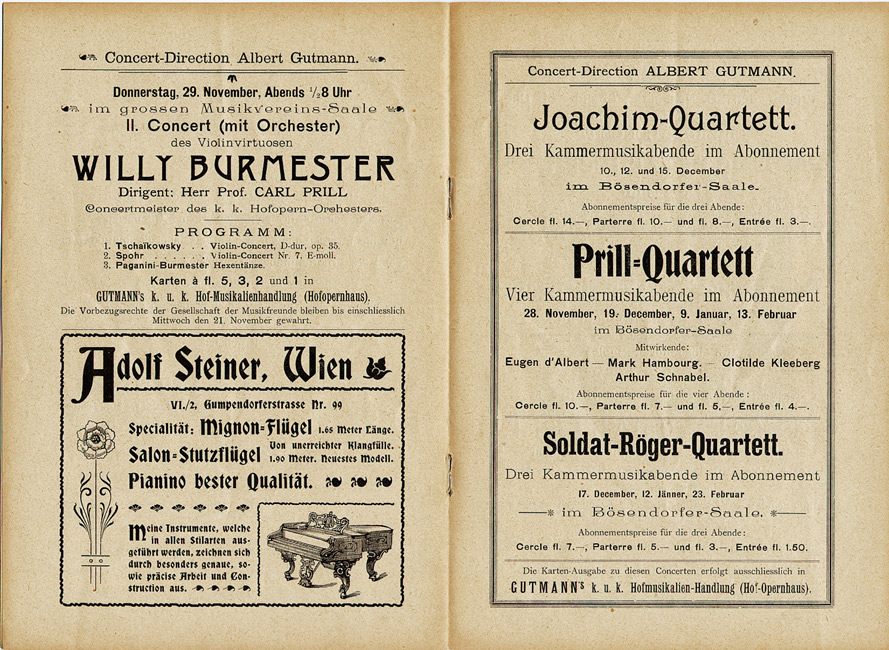 Concert-Direction Albert Gutmann.
Donnerstag, 29. November, Abends ½8 Uhr
im grossen Musikvereins-Saale
II. Concert (mit Orchester)
des Violinvirtuosen
WILLY BURMESTER
Dirigent: Herr Prof. CARL PRILL
Concertmeister des k. k. Hofopern-Orchesters.
PROGRAMM:
1. Tschaïkowsky . . Violin-Concert, D-dur, op. 35.
2. Spohr . . . . . . Violin-Concert Nr. 7, E-moll.
3. Paganini-Burmester Hexentänze.
Karten à fl. 5, 3, 2 und 1 in
GUTMANN's k. u. k. Hof-Musikalienhandlung (Hofopernhaus).
Die Vorbezugsrechte der Gesellschaft der Musikfreunde bleiben bis einschliesslich
Mittwoch den 21. November gewahrt.
Adolf Steiner, Wien
VI./2, Gumpendorferstrasse Nr. 99
Specialität: Mignon-Flügel 1.65 Meter Länge.
Von unerreichter Klangfülle.
Salon-Stutzflügel 1.90 Meter. Neuestes Modell.
Pianino bester Qualität.
Meine Instrumente, welche
in allen Stilarten aus-
geführt werden, zeichnen sich
durch besonders genaue, so-
wie präcise Arbeit und Con-
struction aus.
Concert-Direction ALBERT GUTMANN.
Joachim-Quartett.
Drei Kammermusikabende im Abonnement
10., 12. und 15. December
im Bösendorfer-Saale.
Abonnementspreise für die drei Abende:
Cercle fl. 14.—, Parterre fl. 10.— und fl. 8.—, Entrée fl. 3.—.
Prill-Quartett
Vier Kammermusikabende im Abonnement
28. November, 19. December, 9. Januar, 13. Februar
im Bösendorfer-Saale
Mitwirkende:
Eugen d'Albert — Mark Hambourg. — Clotilde Kleeberg
Arthur Schnabel.
Abonnementspreise für die vier Abende:
Cercle fl. 10.—, Parterre fl. 7.— und fl. 5,—, Entrée fl. 4.—.
Soldat-Röger-Quartett.
Drei Kammermusikabende im Abonnement
17. December, 12. Jänner, 23. Februar
im Bösendorfer-Saale.
Abonnementspreise für die drei Abende:
Cercle fl. 7.—, Parterre fl. 5.— und fl. 3.—, Entrée fl. 1.50.
Die Karten-Ausgabe zu diesen Concerten erfolgt ausschliesslich in
GUTMANN's k. u. k. Hofmusikalien-Handlung (Hof-Opernhaus).